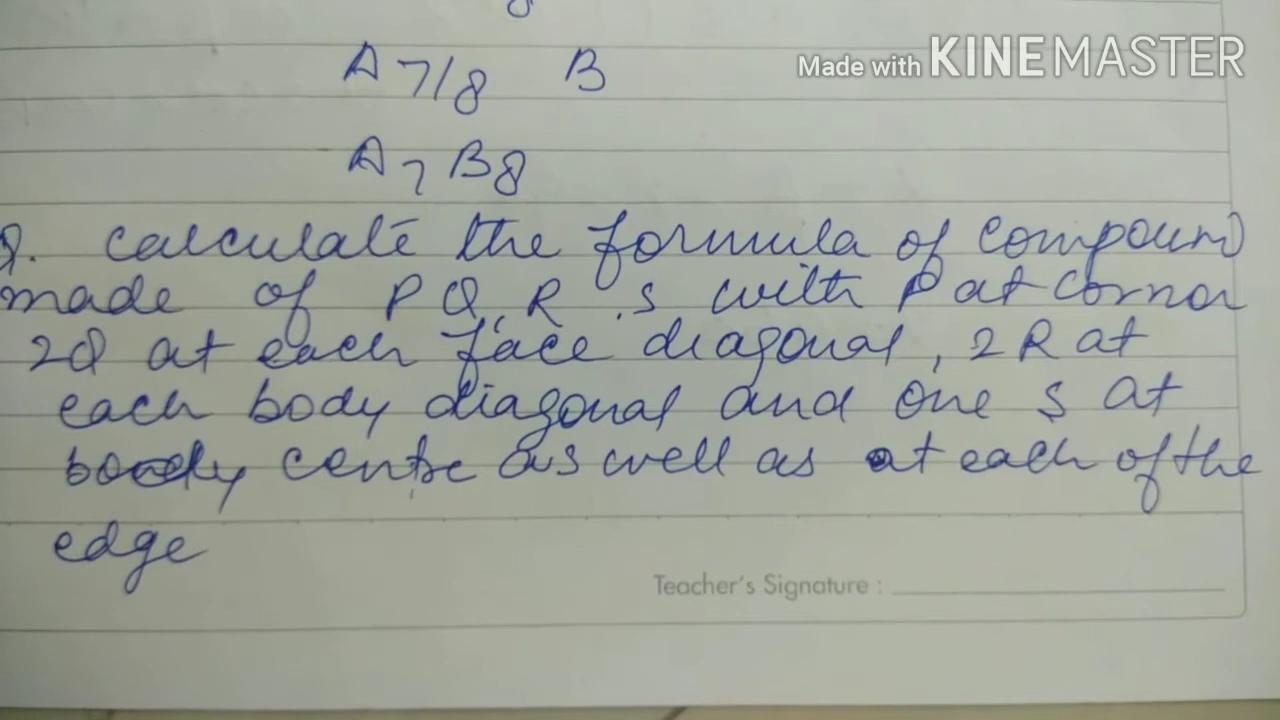 Made with KINEMASTER
A 7/8 B
A7 B8
Q. calculate the formula of compound
made of P Q, R, S with P at corner
2Q at each face diagonal, 2R at
each body diagonal and one S at
body centre as well as at each of the
edge
Teacher's Signature :